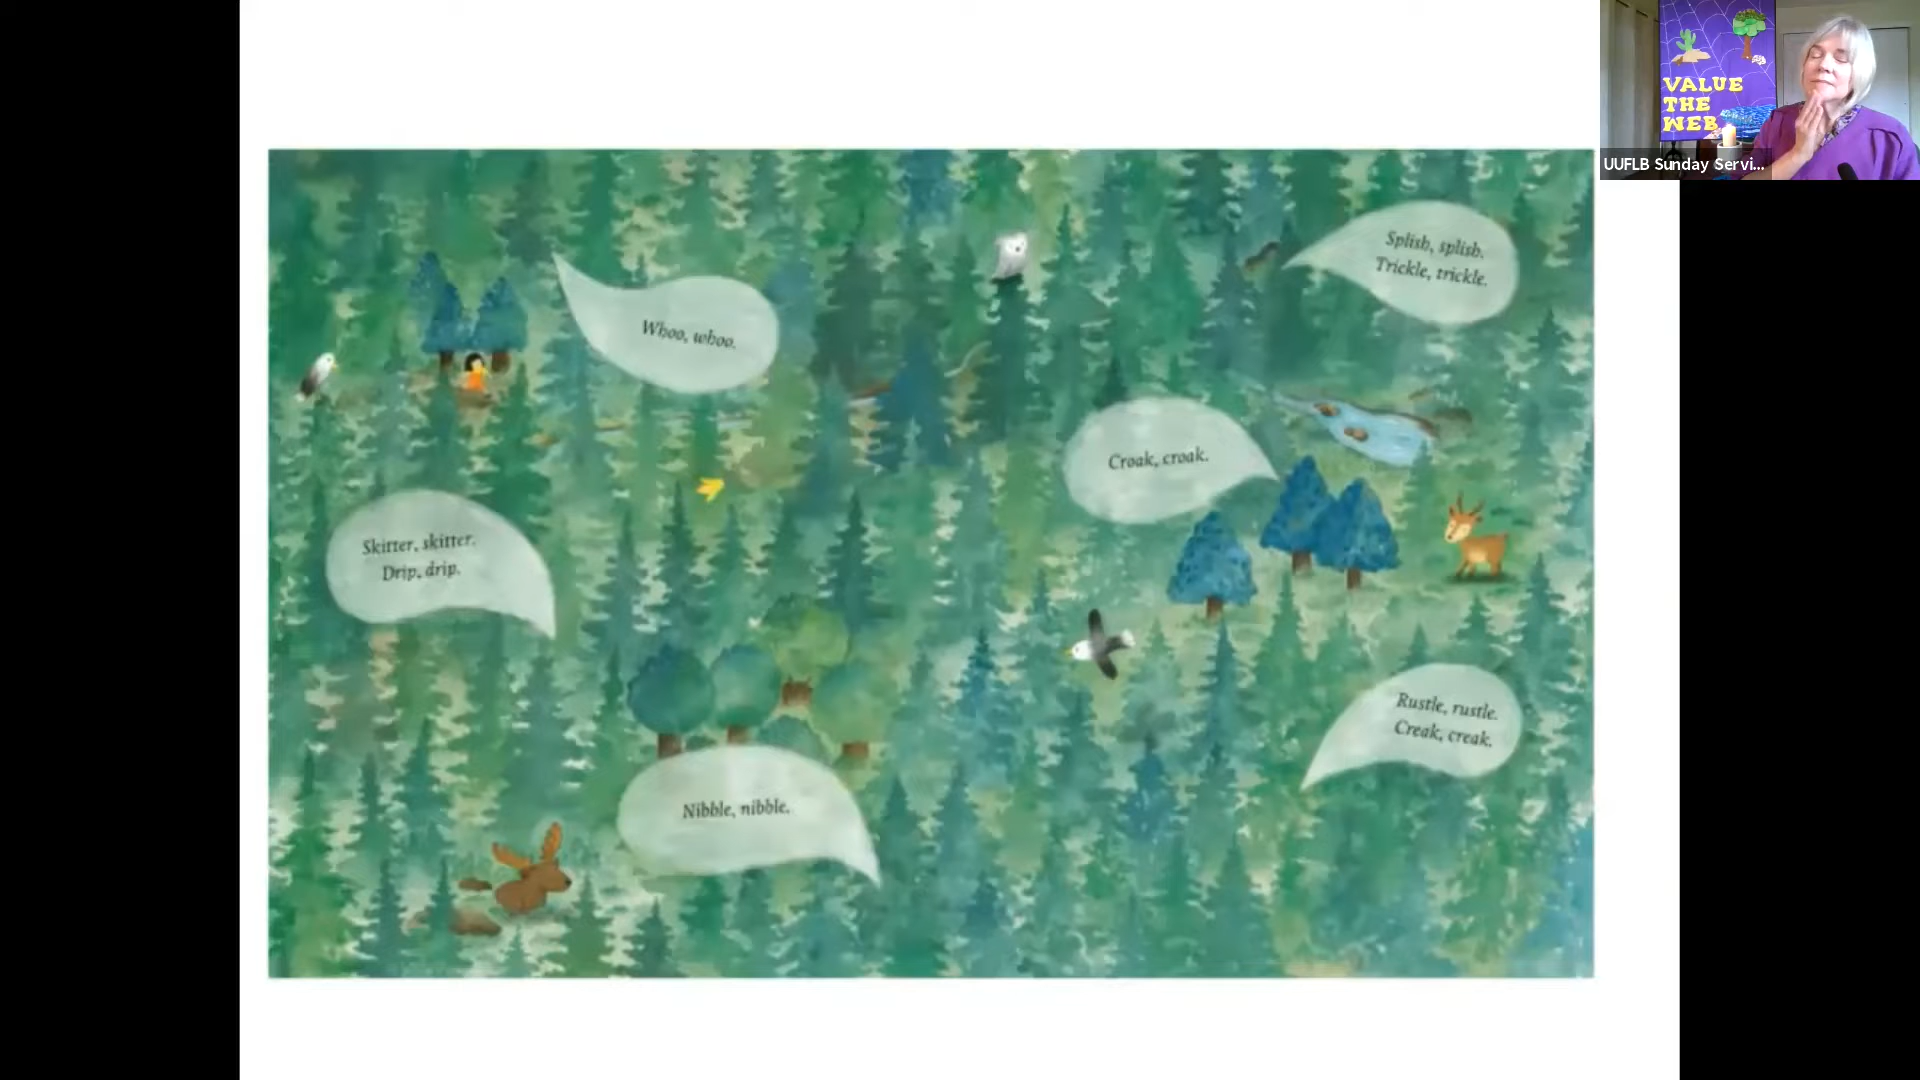 Splish, splish.
Trickle, trickle.
Whoo, whoo.
Croak, croak.
Skitter, skitter.
Drip, drip.
Rustle, rustle.
Creak, creak.
Nibble, nibble.
VALUE
THE
WEB
UUFLB Sunday Servi...